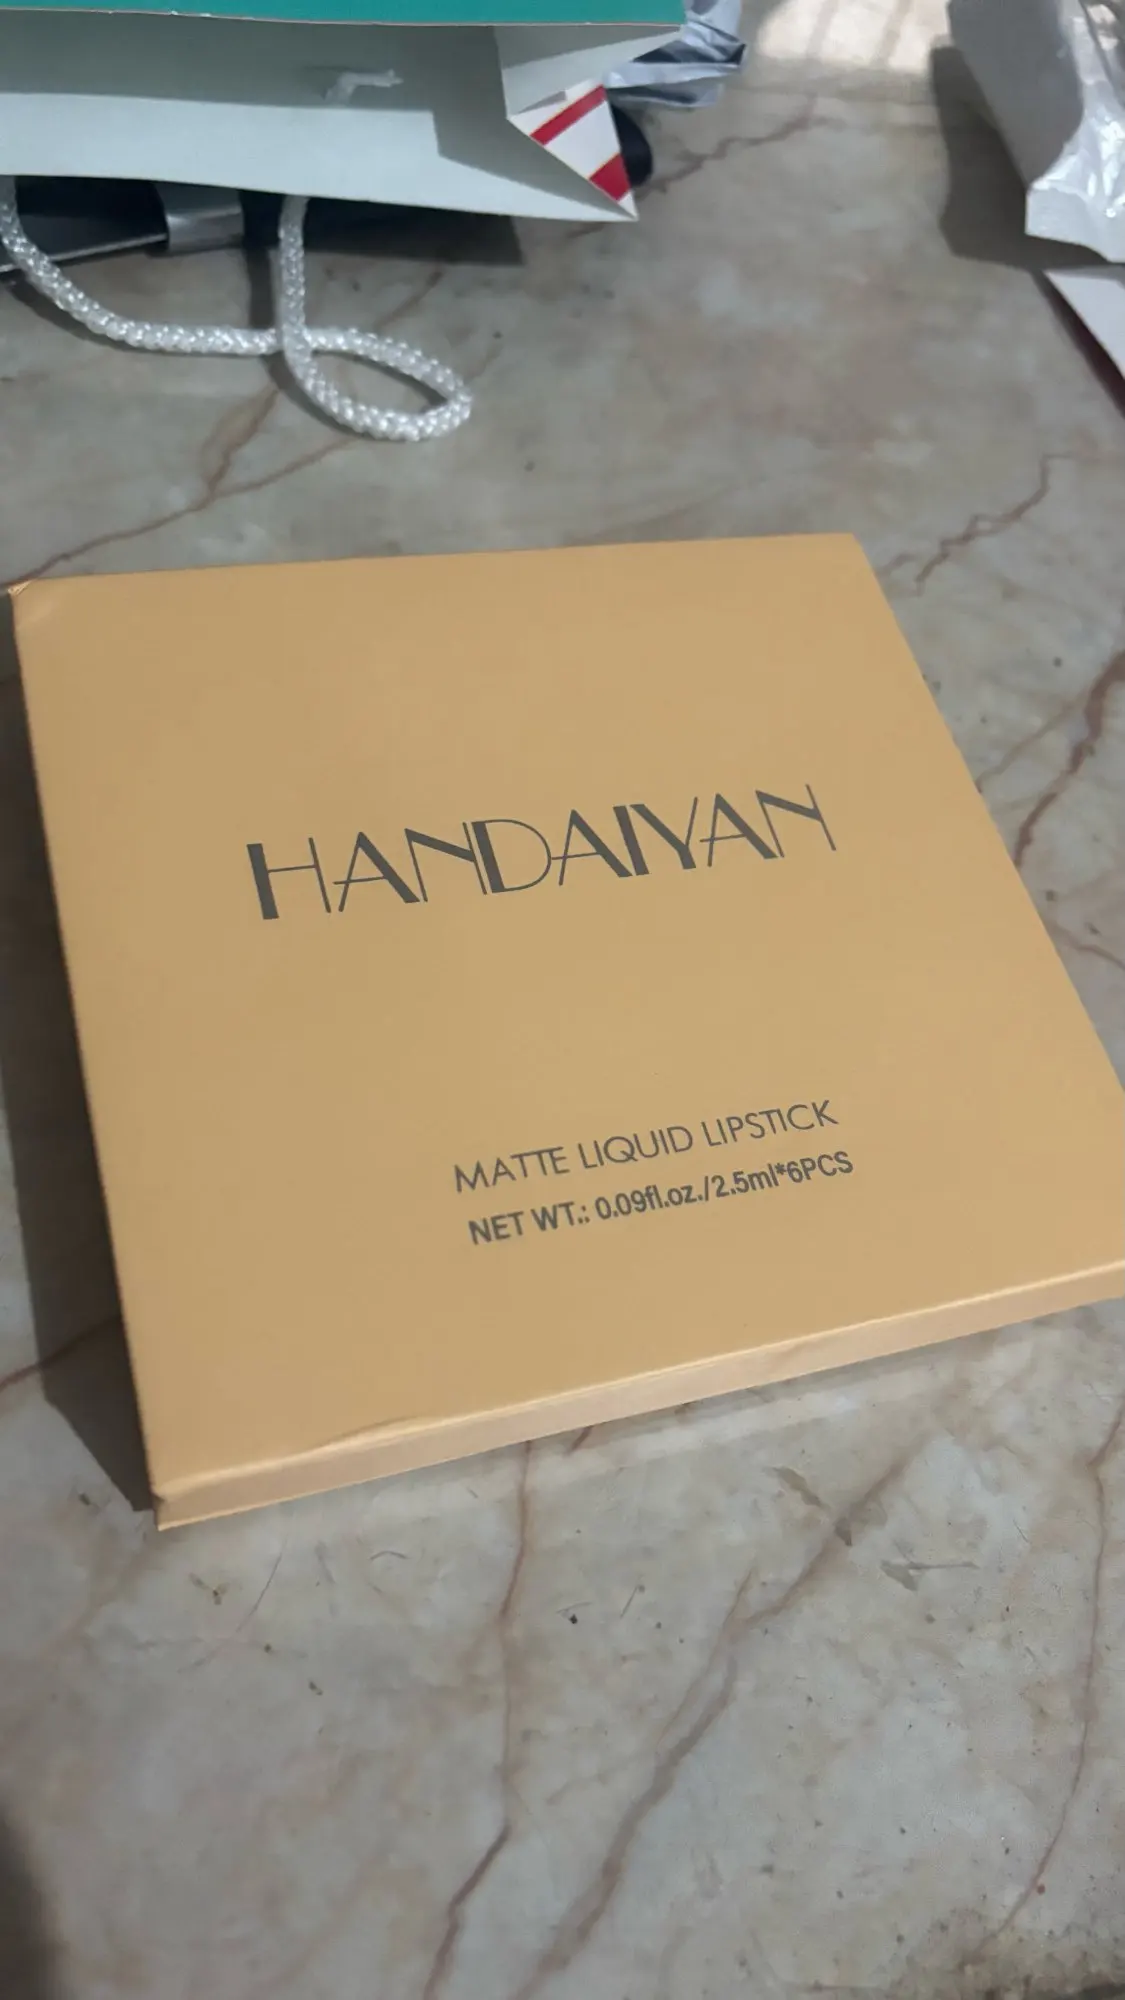 HANDAIYAN
MATTE LIQUID LIPSTICK
NET WT.: 0.09fl.oz./2.5ml*6PCS